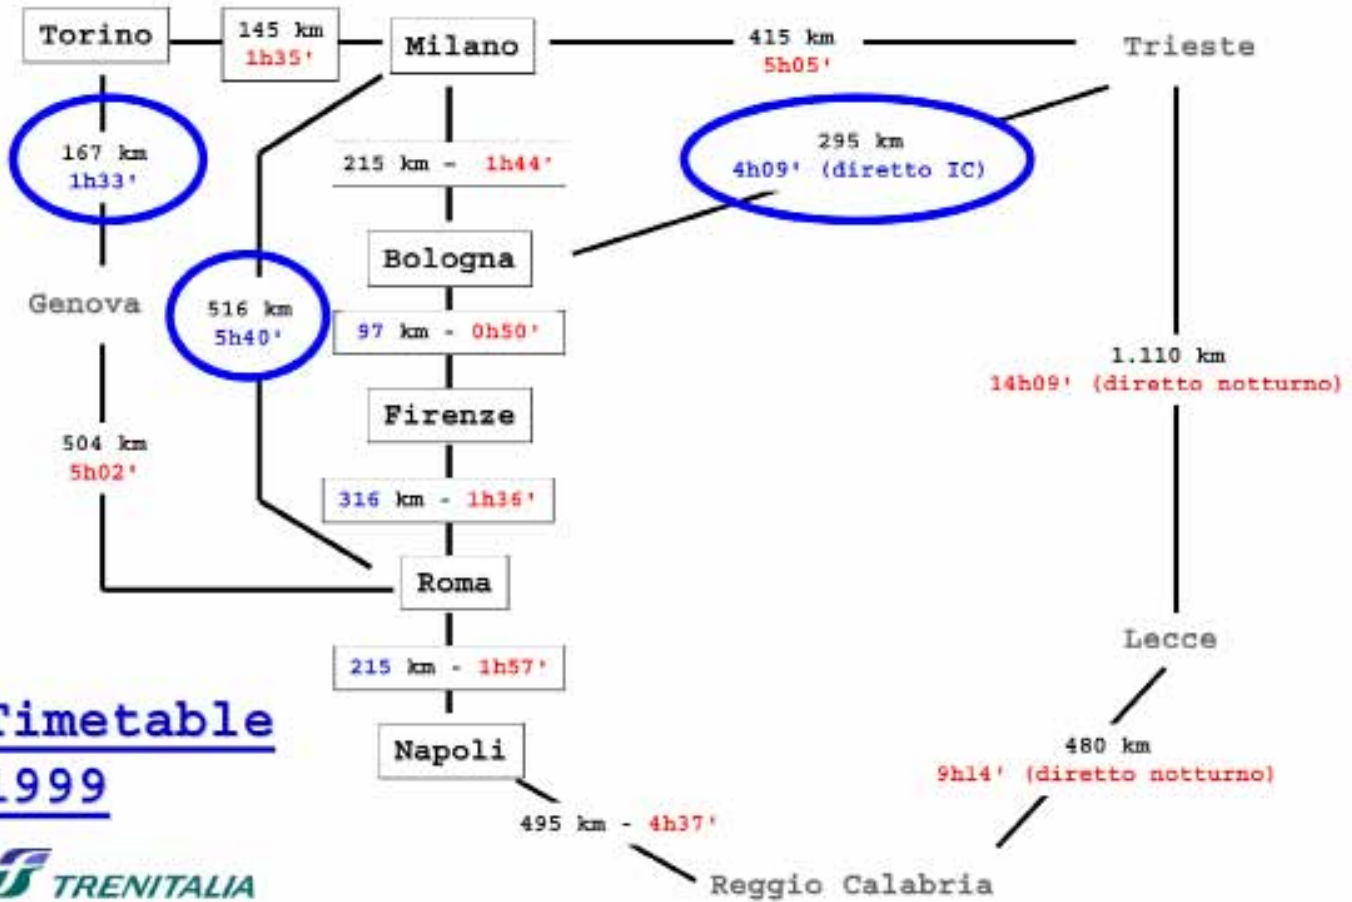 Torino
145 km
1h35'
Milano
415 km
5h05'
Trieste
167 km
1h33'
215 km - 1h44'
295 km
4h09' (diretto IC)
Bologna
Genova
516 km
5h40'
97 km - 0h50'
1.110 km
14h09' (diretto notturno)
Firenze
504 km
5h02'
316 km - 1h36'
Roma
Lecce
215 km - 1h57'
Timetable
1999
Napoli
480 km
9h14' (diretto notturno)
495 km - 4h37'
TRENITALIA
Reggio Calabria